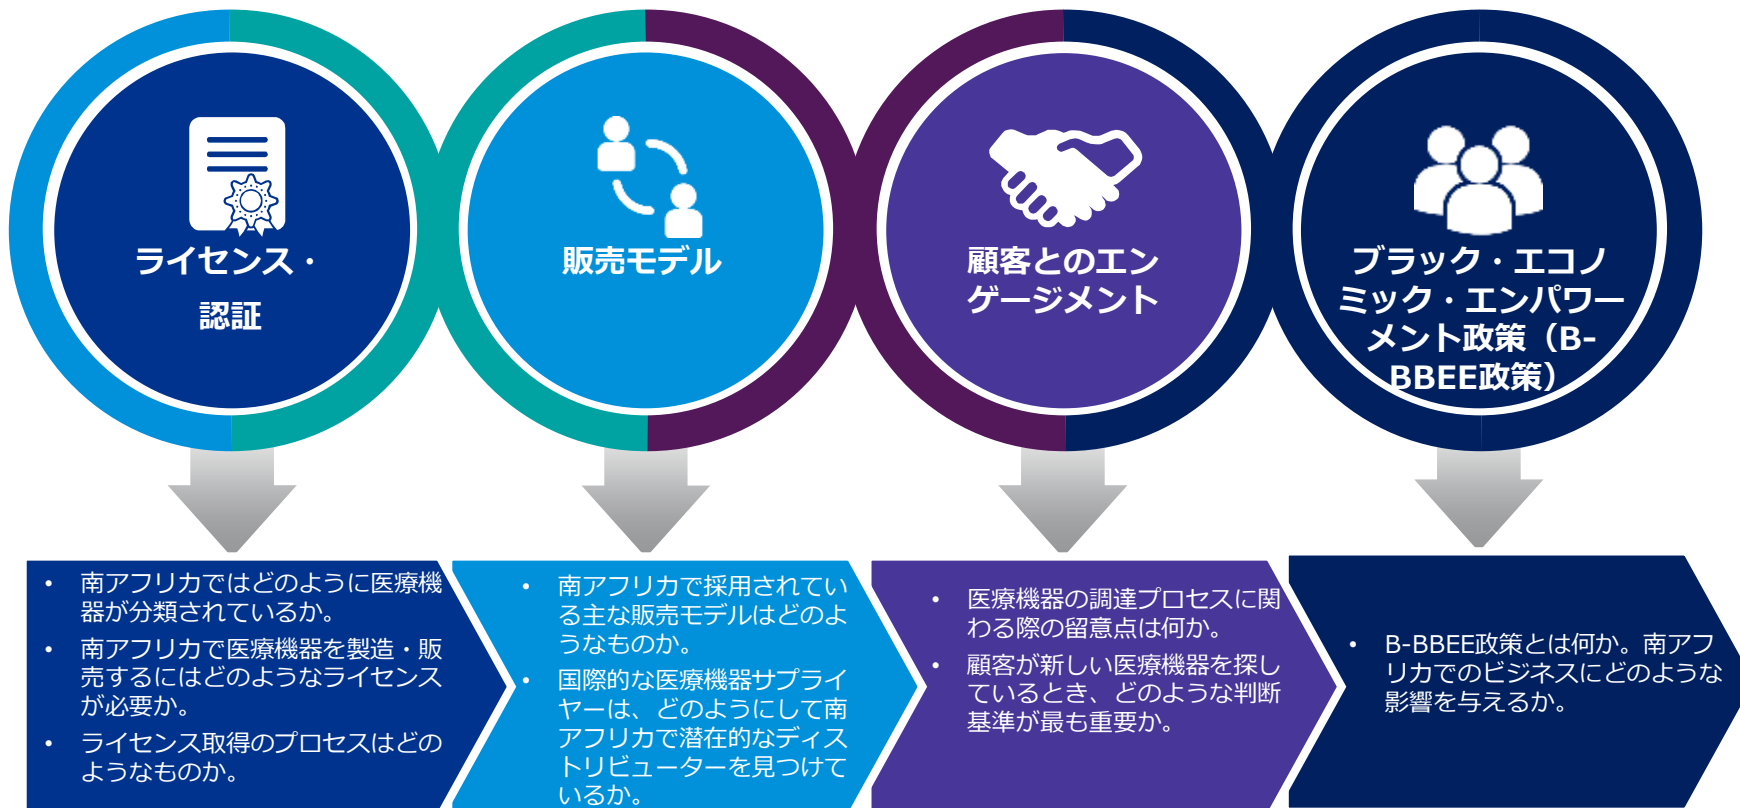 ライセンス・
認証
販売モデル
顧客とのエン
ゲージメント
ブラック・エコノ
ミック・エンパワー
メント政策（B-
BBEE政策）
• 南アフリカではどのように医療機
器が分類されているか。
• 南アフリカで医療機器を製造・販
売するにはどのようなライセンス
が必要か。
• ライセンス取得のプロセスはどの
ようなものか。
• 南アフリカで採用されてい
る主な販売モデルはどのよ
うなものか。
• 国際的な医療機器サプライ
ヤーは、どのようにして南
アフリカで潜在的なディス
トリビューターを見つけて
いるか。
• 医療機器の調達プロセスに関
わる際の留意点は何か。
• 顧客が新しい医療機器を探し
ているとき、どのような判断
基準が最も重要か。
• B-BBEE政策とは何か。南アフ
リカでのビジネスにどのような
影響を与えるか。